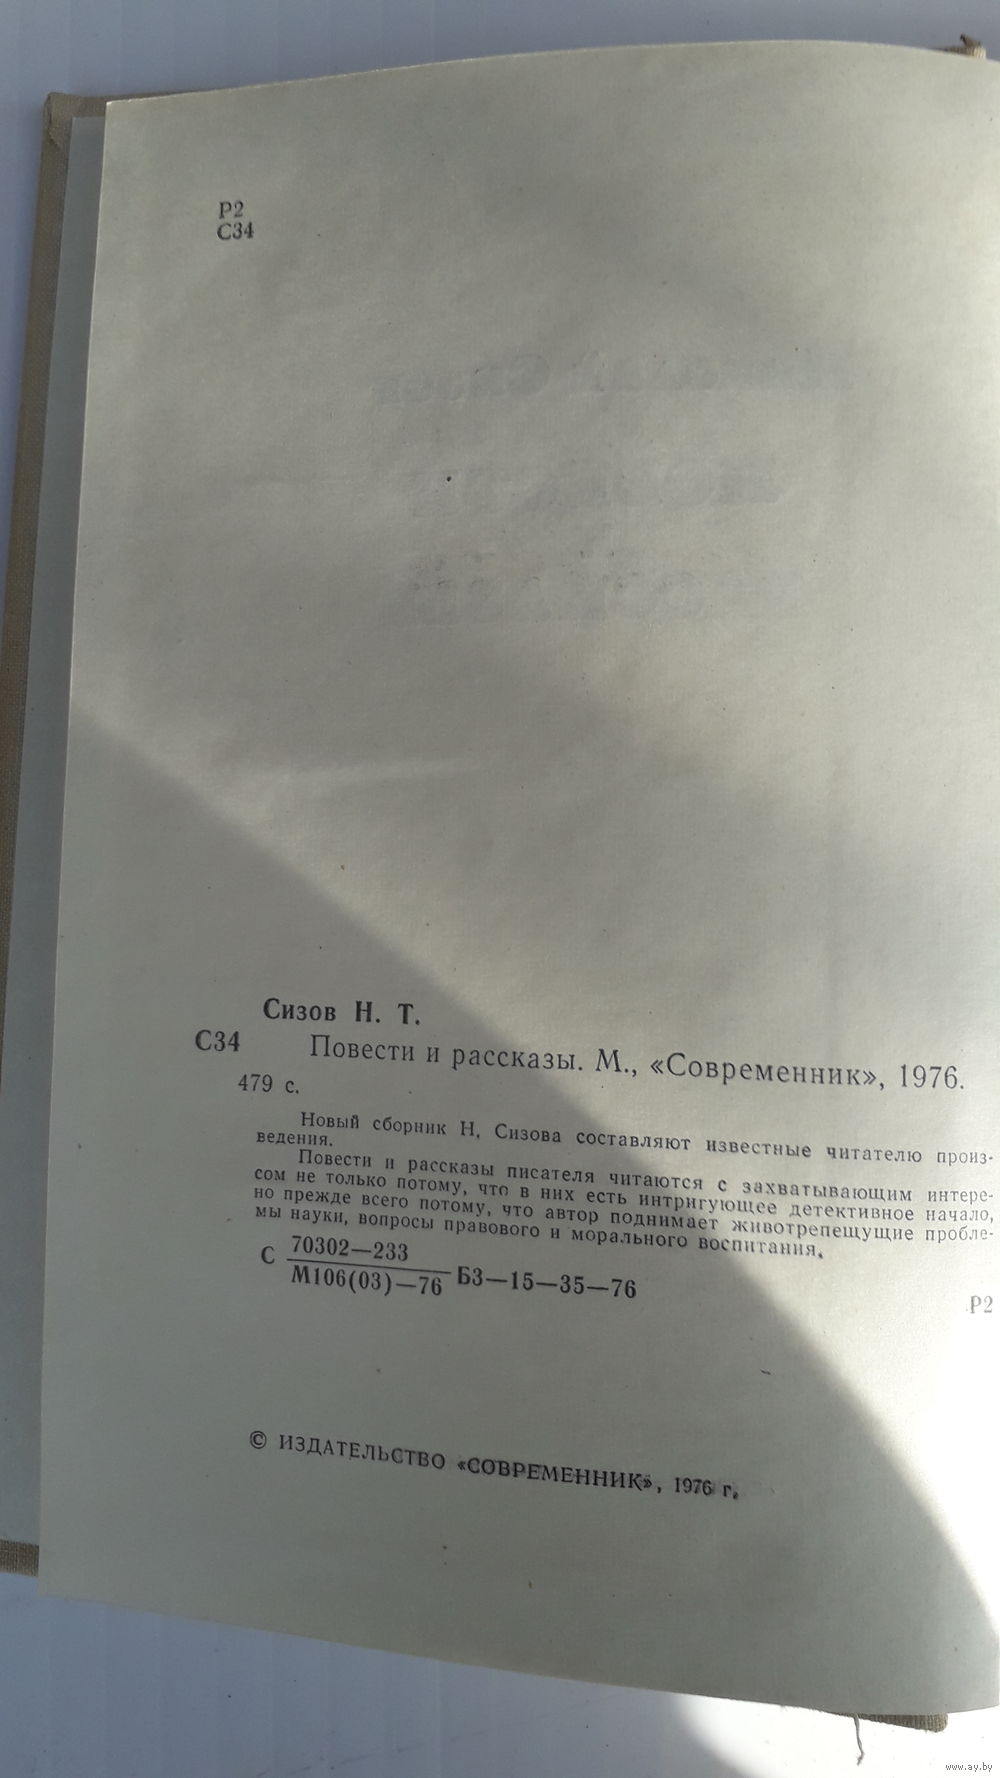 Р2
С34
Сизов Н. Т.
С34 Повести и рассказы. М., «Современник», 1976.
479 с.
Новый сборник Н. Сизова составляют известные читателю произ-
ведения.
Повести и рассказы писателя читаются с захватывающим интере-
сом не только потому, что в них есть интригующее детективное начало,
но прежде всего потому, что автор поднимает животрепещущие пробле-
мы науки, вопросы правового и морального воспитания.
С 70302—233
М106(03)—76 Б3—15—35—76
Р2
© ИЗДАТЕЛЬСТВО «СОВРЕМЕННИК», 1976 г.
www.ay.by